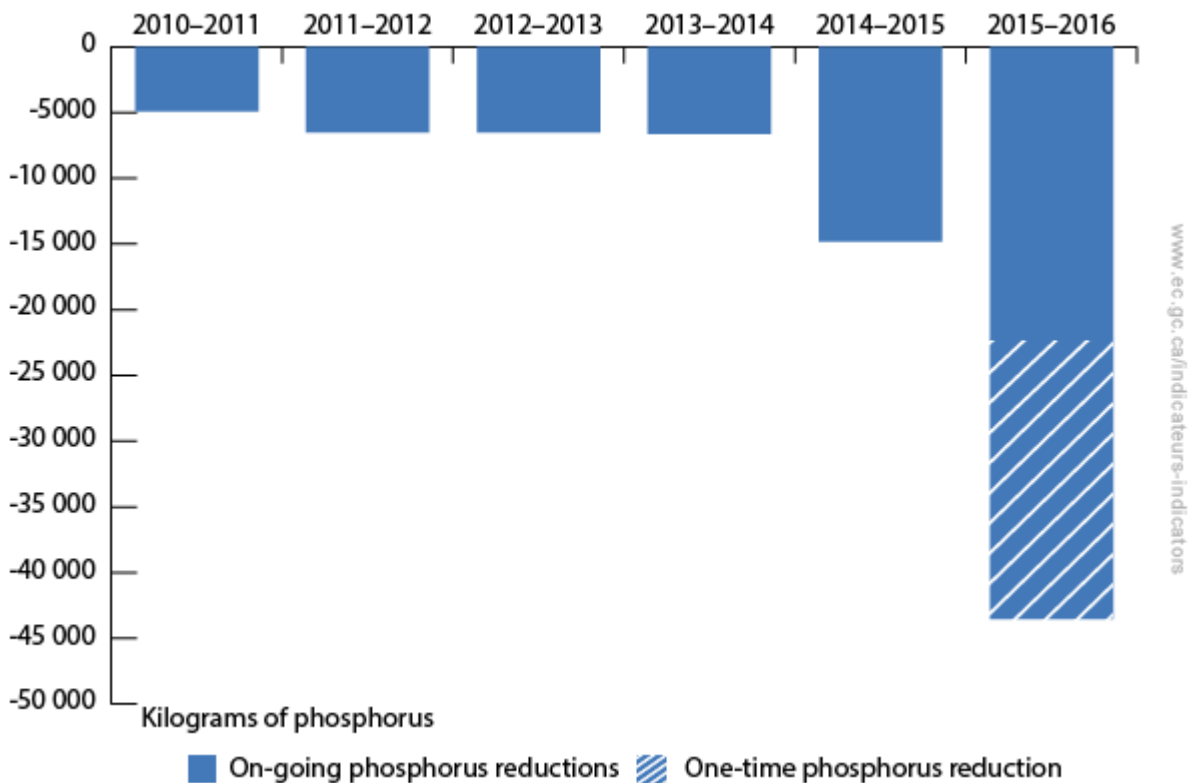 2010–2011 2011–2012 2012–2013 2013–2014 2014–2015 2015–2016
0
-5000
-10 000
-15 000
-20 000
-25 000
-30 000
-35 000
-40 000
-45 000
-50 000
Kilograms of phosphorus
On-going phosphorus reductions One-time phosphorus reduction
www.ec.gc.ca/indicateurs-indicators